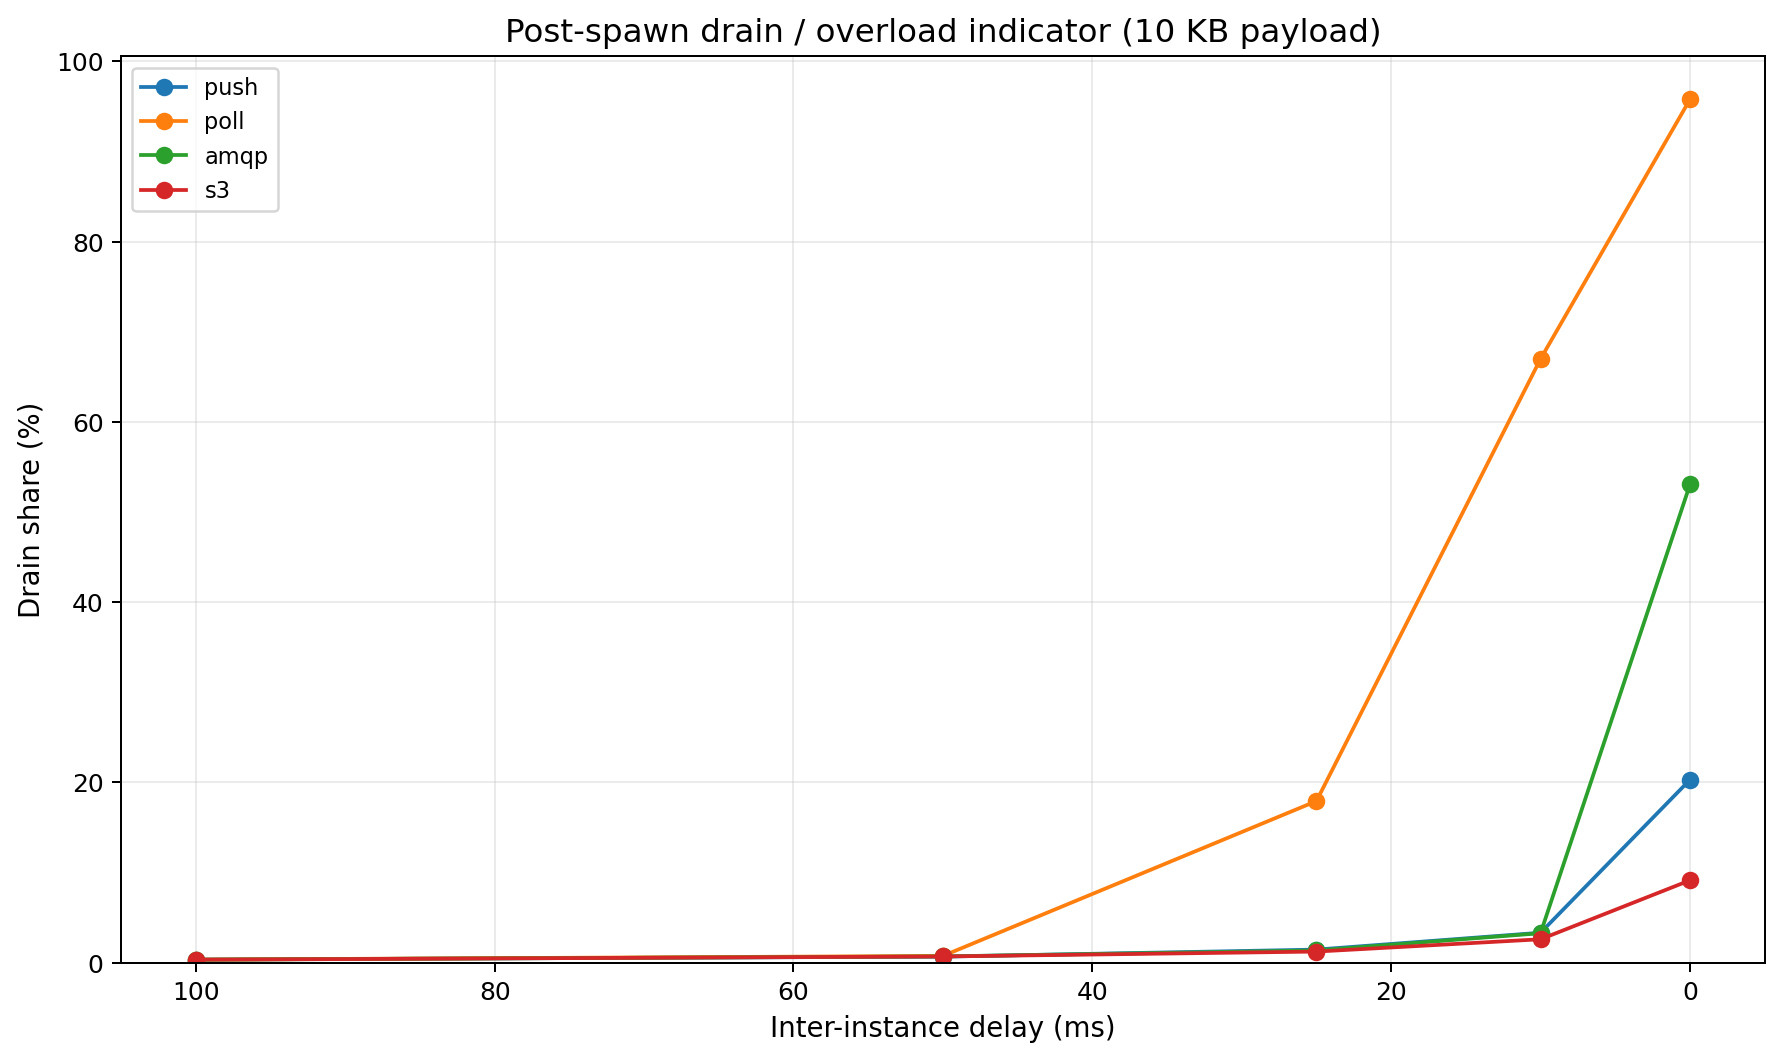 Post-spawn drain / overload indicator (10 KB payload)
push
poll
amqp
s3
Drain share (%)
100
80
60
40
20
0
100 80 60 40 20 0
Inter-instance delay (ms)